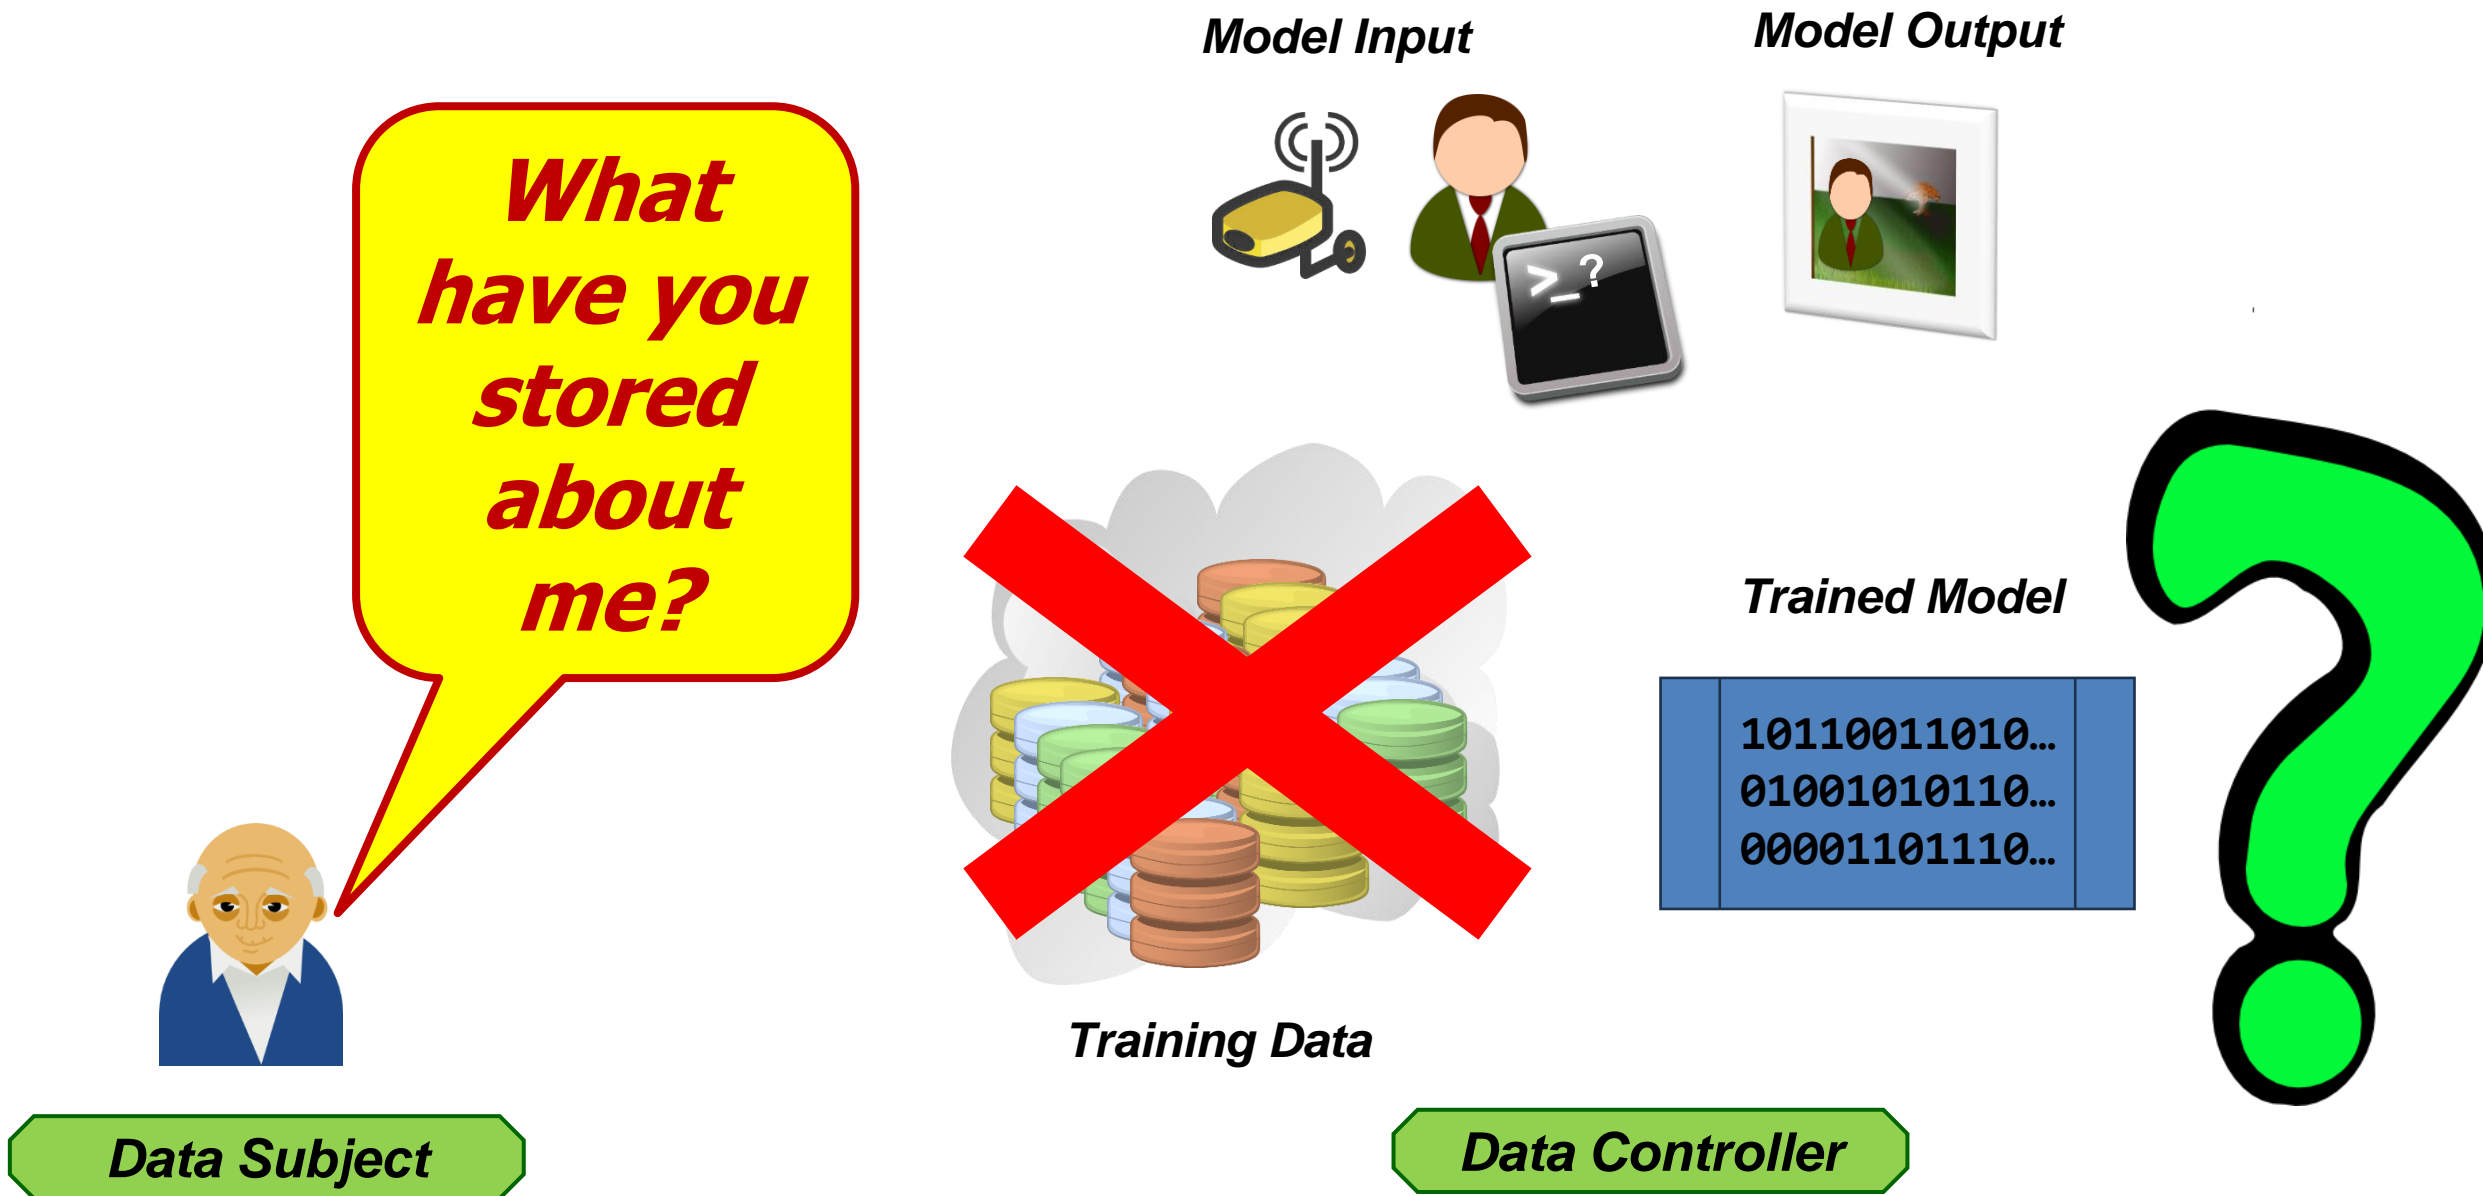 Model Input
Model Output
What
have you
stored
about
me?
>_?
Trained Model
10110011010…
01001010110…
00001101110…
Training Data
Data Subject
Data Controller